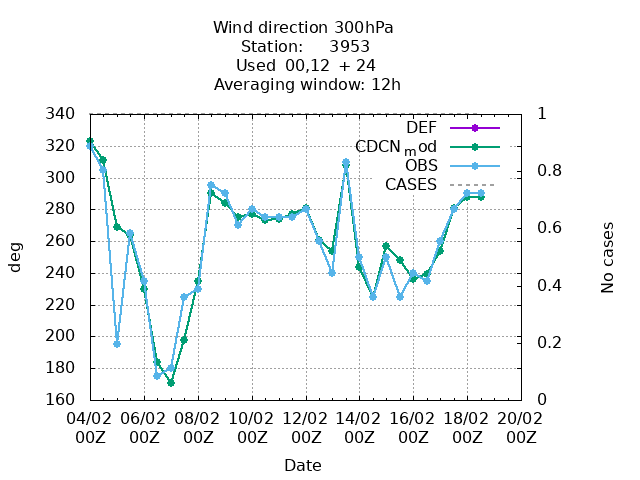 Wind direction 300hPa
Station: 3953
Used 00,12 + 24
Averaging window: 12h
340
320
300
280
260
240
220
200
180
160
deg
1
0.8
0.6
0.4
0.2
0
No cases
DEF
CDCNmod
OBS
CASES
04/02 06/02 08/02 10/02 12/02 14/02 16/02 18/02 20/02
00Z 00Z 00Z 00Z 00Z 00Z 00Z 00Z 00Z
Date